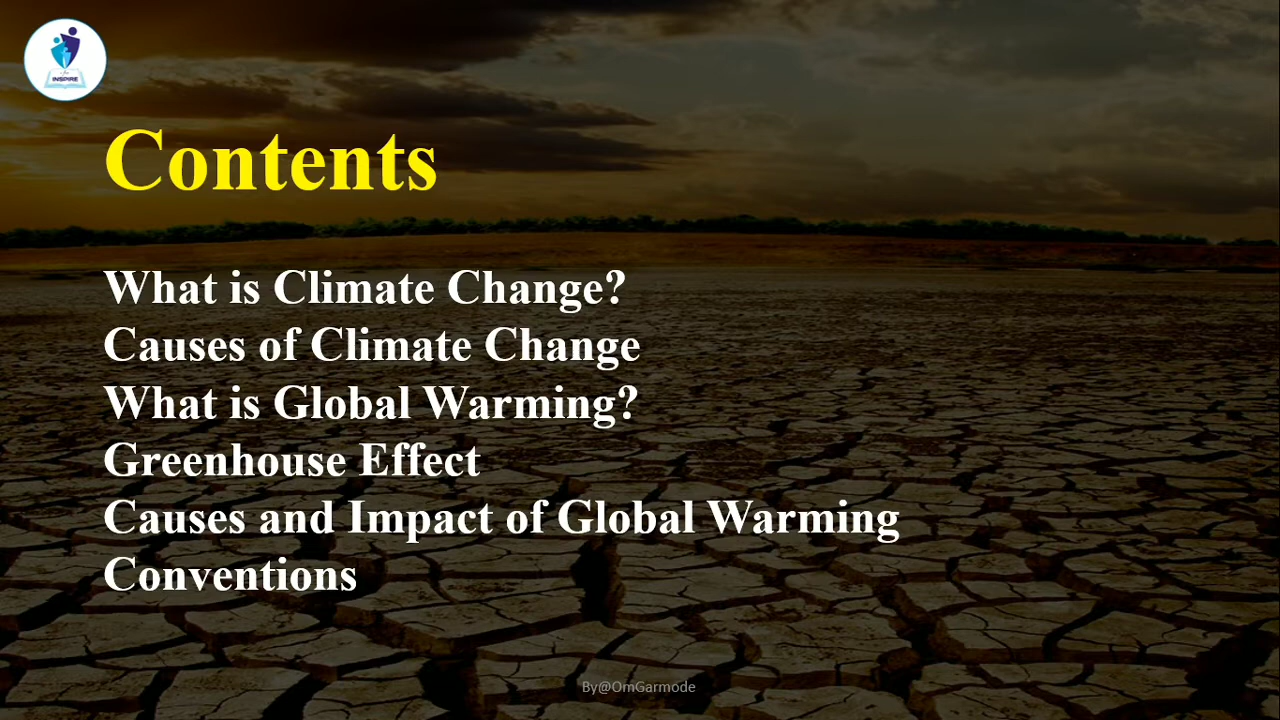 INSPIRE
Contents
What is Climate Change?
Causes of Climate Change
What is Global Warming?
Greenhouse Effect
Causes and Impact of Global Warming
Conventions
By@OmGarmode